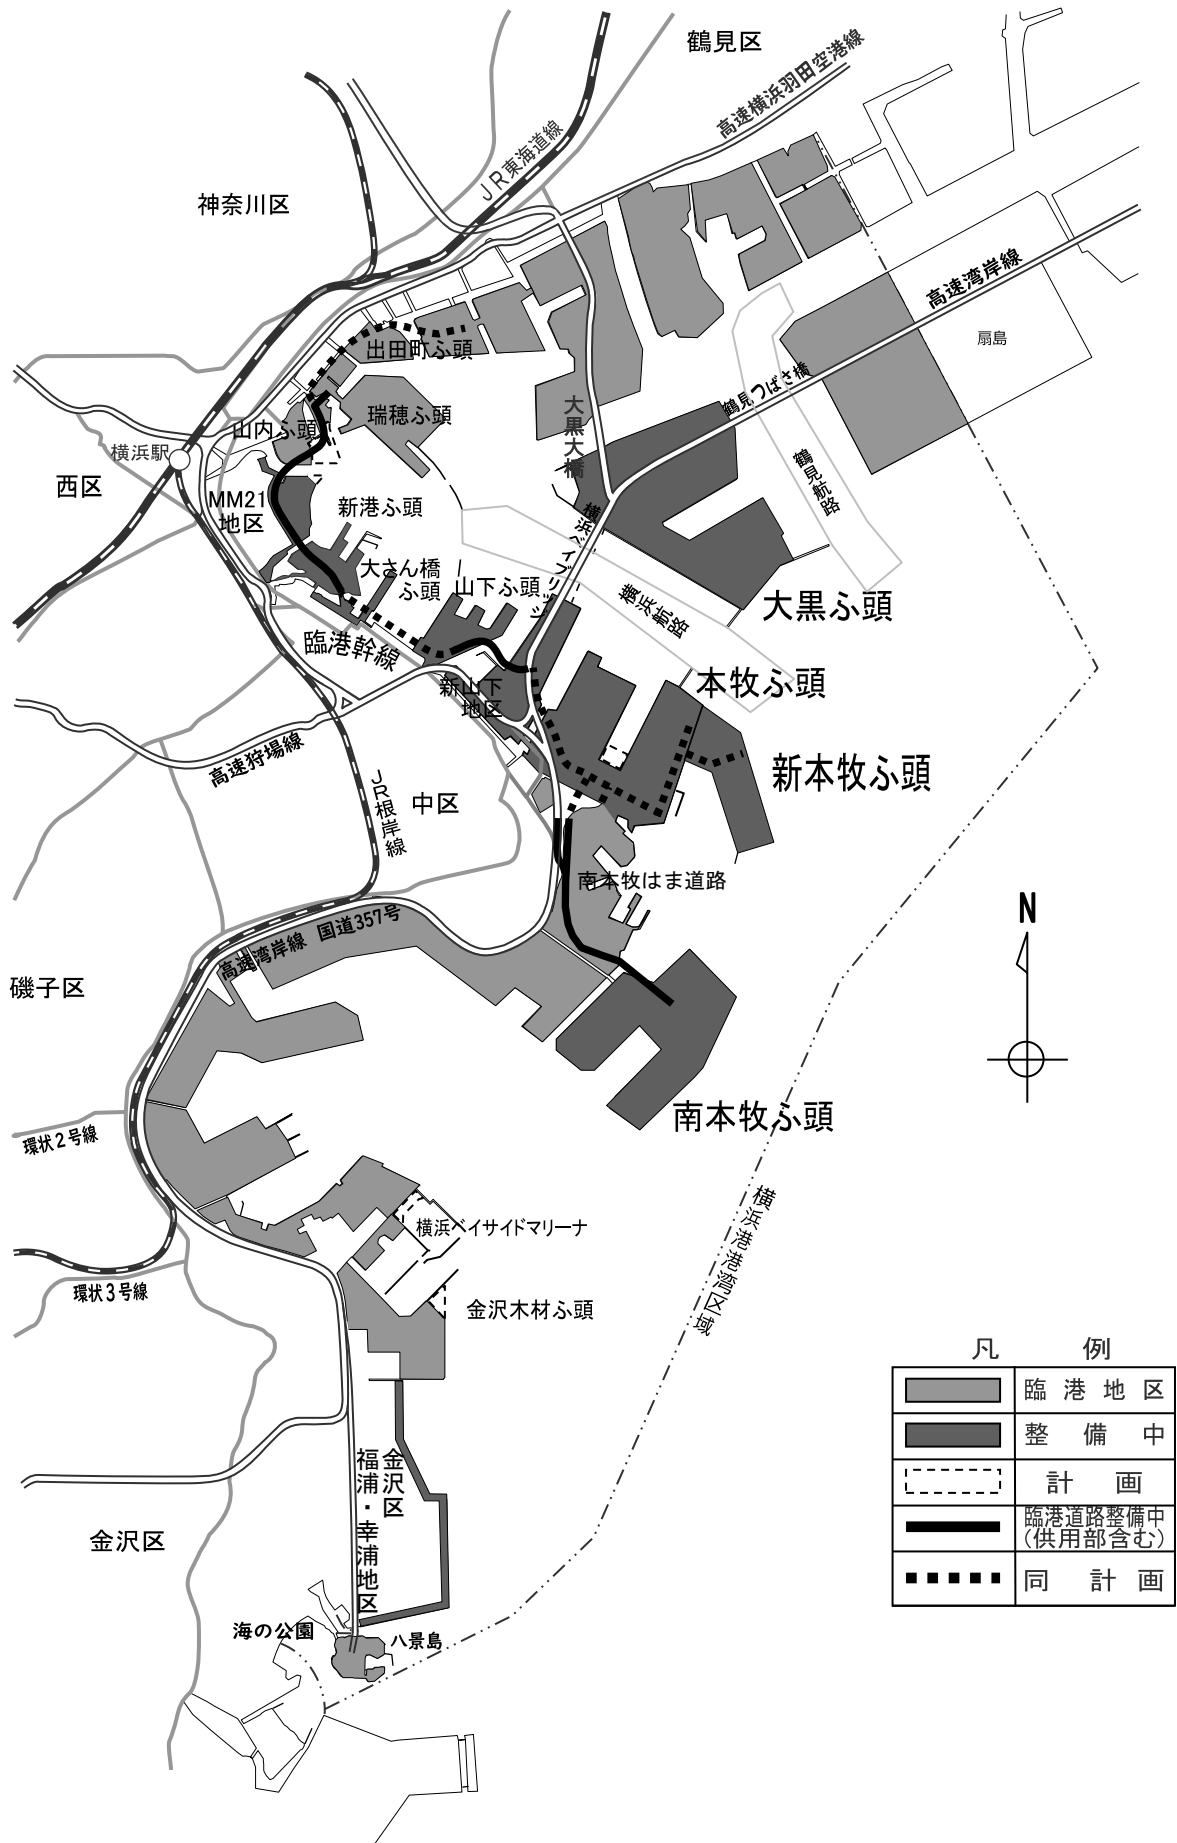 鶴見区
高速横浜羽田空港線
JR東海道線
神奈川区
高速湾岸線
扇島
出田町ふ頭
鶴見つばさ橋
大黒大橋
瑞穂ふ頭
山内ふ頭
横浜駅
鶴見航路
西区
MM21
地区
新港ふ頭
横浜ベイブリッジ
大さん橋
ふ頭
山下ふ頭
横浜航路
大黒ふ頭
臨港幹線
新山下
地区
本牧ふ頭
高速狩場線
新本牧ふ頭
JR根岸線
中区
南本牧はま道路
N
高速湾岸線 国道357号
磯子区
南本牧ふ頭
環状2号線
横浜港港湾区域
横浜ベイサイドマリーナ
環状3号線
金沢木材ふ頭
金沢区
福浦・幸浦地区
金沢区
海の公園
八景島
凡例
臨港地区
整備中
計画
臨港道路整備中
(供用部含む)
同計画